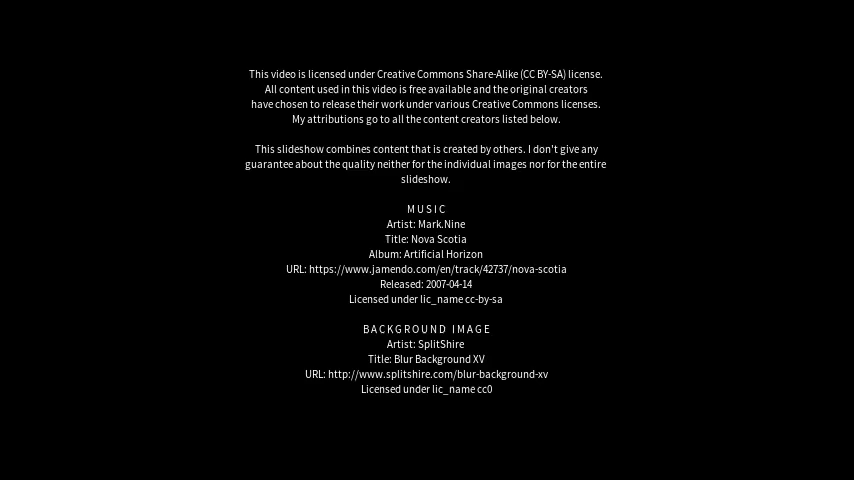 This video is licensed under Creative Commons Share-Alike (CC BY-SA) license.
All content used in this video is free available and the original creators
have chosen to release their work under various Creative Commons licenses.
My attributions go to all the content creators listed below.
This slideshow combines content that is created by others. I don't give any
guarantee about the quality neither for the individual images nor for the entire
slideshow.
MUSIC
Artist: Mark.Nine
Title: Nova Scotia
Album: Artificial Horizon
URL: https://www.jamendo.com/en/track/42737/nova-scotia
Released: 2007-04-14
Licensed under lic_name cc-by-sa
BACKGROUND IMAGE
Artist: SplitShire
Title: Blur Background XV
URL: http://www.splitshire.com/blur-background-xv
Licensed under lic_name cc0